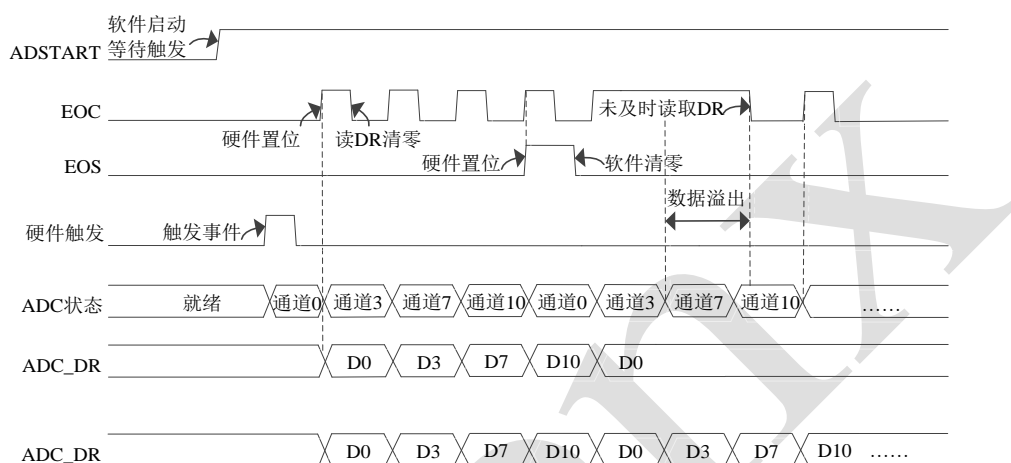 软件启动
ADSTART 等待触发
EOC 未及时读取DR
硬件置位 读DR清零
EOS 硬件置位 软件清零
数据溢出
硬件触发 触发事件
ADC状态 就绪 通道0 通道3 通道7 通道10 通道0 通道3 通道7 通道10 ……
ADC_DR D0 D3 D7 D10 D0
ADC_DR D0 D3 D7 D10 D0 D3 D7 D10 ……